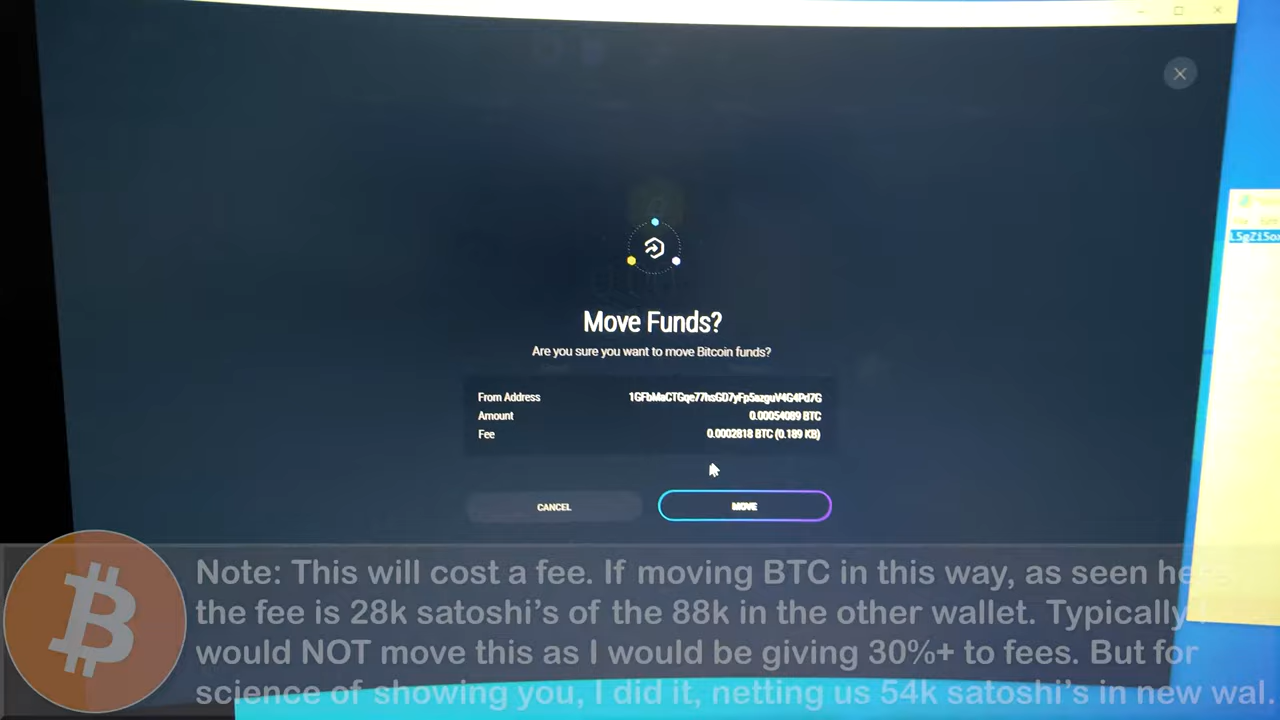 Move Funds?
Are you sure you want to move Bitcoin funds?
From Address
Amount 0.00054089 BTC
Fee 0.0002818 BTC (0.189 KB)
CANCEL MOVE
Note: This will cost a fee. If moving BTC in this way, as seen here
the fee is 28k satoshi's of the 88k in the other wallet. Typically I
would NOT move this as I would be giving 30%+ to fees. But for
science of showing you, I did it, netting us 54k satoshi's in new wal.